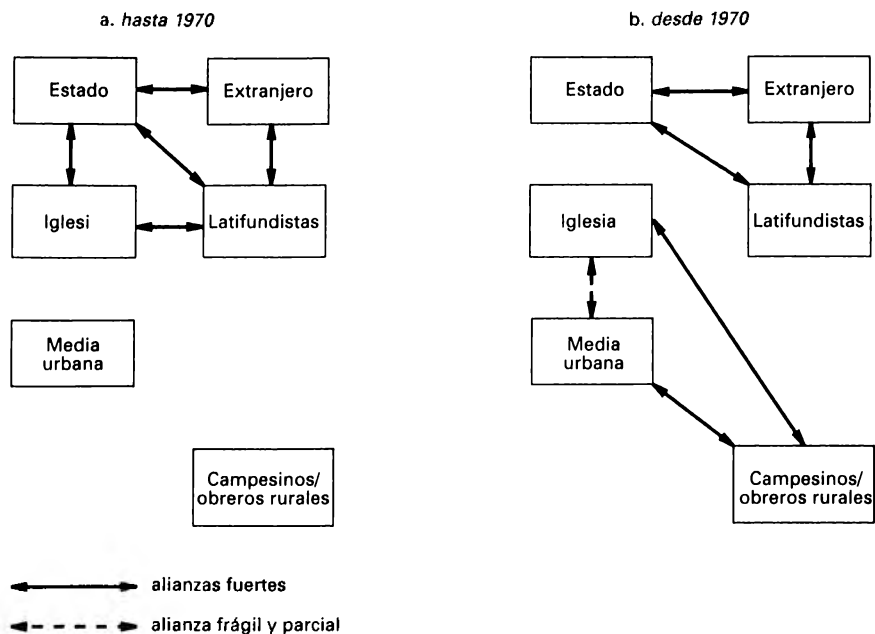 a. hasta 1970
Estado
Extranjero
Iglesi
Latifundistas
Media
urbana
Campesinos/
obreros rurales
b. desde 1970
Estado
Extranjero
Iglesia
Latifundistas
Media
urbana
Campesinos/
obreros rurales
alianzas fuertes
alianza frágil y parcial